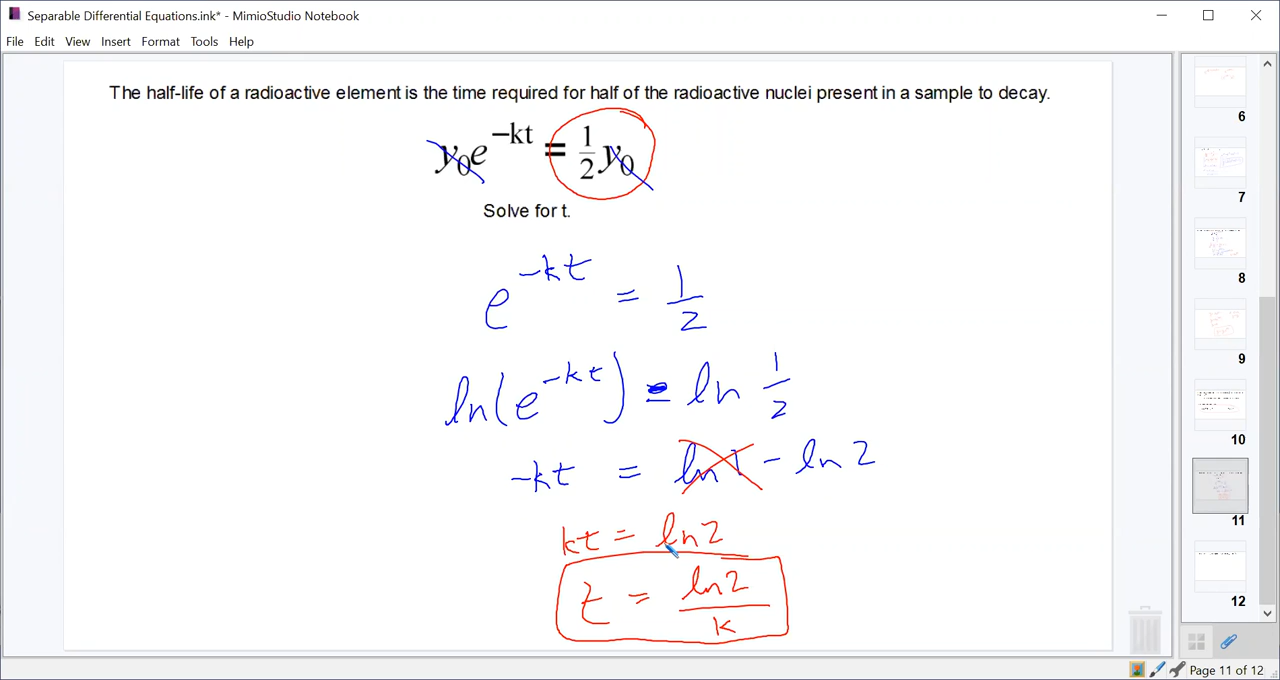 Separable Differential Equations.ink* - MimioStudio Notebook
File Edit View Insert Format Tools Help
The half-life of a radioactive element is the time required for half of the radioactive nuclei present in a sample to decay.
y₀e^(-kt) = 1/2 y₀
Solve for t.
e^(-kt) = 1/2
ln(e^(-kt)) = ln 1/2
-kt = ln 1 - ln 2
kt = ln 2
t = ln 2 / k
6
7
8
9
10
11
12
Page 11 of 12